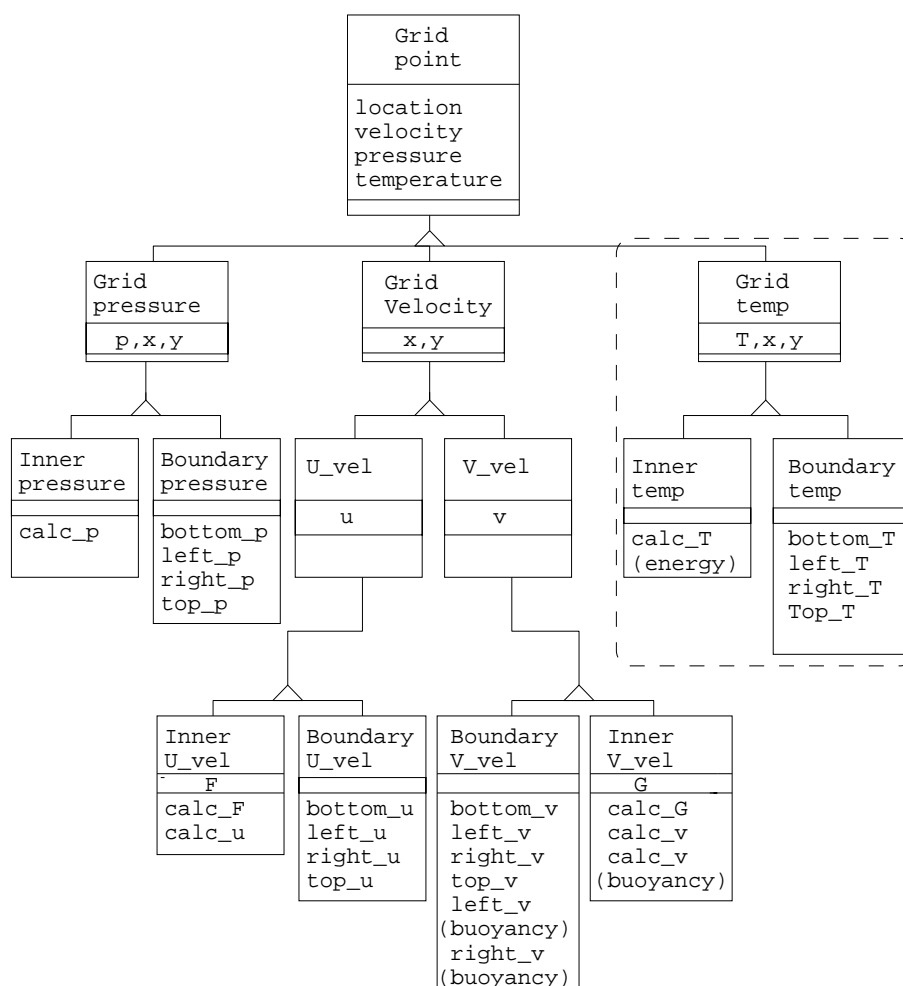 Grid
point
location
velocity
pressure
temperature
Grid
pressure
p,x,y
Grid
Velocity
x,y
Grid
temp
T,x,y
Inner
pressure
calc_p
Boundary
pressure
bottom_p
left_p
right_p
top_p
U_vel
u
V_vel
v
Inner
temp
calc_T
(energy)
Boundary
temp
bottom_T
left_T
right_T
Top_T
Inner
U_vel
F
calc_F
calc_u
Boundary
U_vel
bottom_u
left_u
right_u
top_u
Boundary
V_vel
bottom_v
left_v
right_v
top_v
left_v
(buoyancy)
right_v
(buoyancy)
Inner
V_vel
G
calc_G
calc_v
calc_v
(buoyancy)